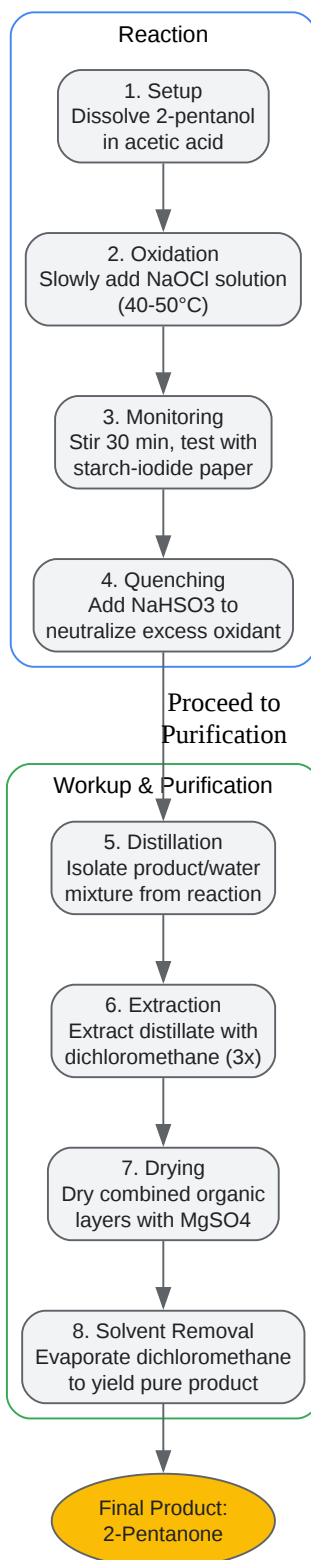 Reaction
1. Setup
Dissolve 2-pentanol
in acetic acid
2. Oxidation
Slowly add NaOCl solution
(40-50°C)
3. Monitoring
Stir 30 min, test with
starch-iodide paper
4. Quenching
Add NaHSO3 to
neutralize excess oxidant
Proceed to
Purification
Workup & Purification
5. Distillation
Isolate product/water
mixture from reaction
6. Extraction
Extract distillate with
dichloromethane (3x)
7. Drying
Dry combined organic
layers with MgSO4
8. Solvent Removal
Evaporate dichloromethane
to yield pure product
Final Product:
2-Pentanone